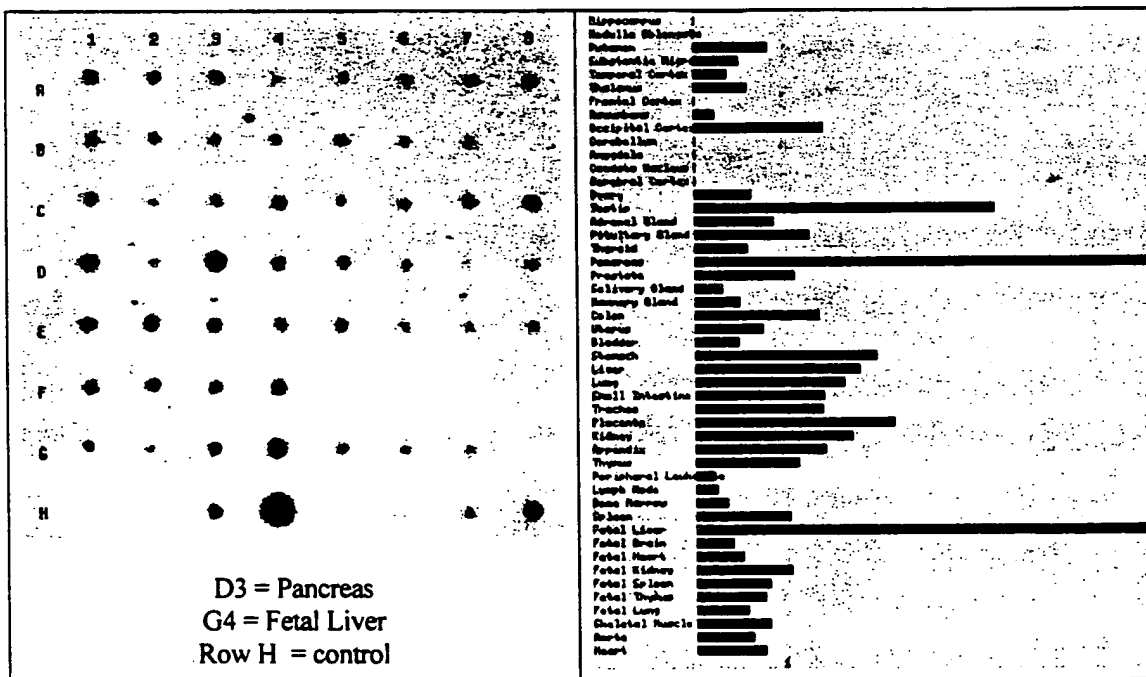 1 2 3 4 5 6 7 8
A
B
C
D
E
F
G
H
D3 = Pancreas
G4 = Fetal Liver
Row H = control
Hippocampus
Medulla Oblongata
Putamen
Substantia Nigra
Temporal Cortex
Thalamus
Frontal Cortex
Occipital Cortex
Cerebellum
Amygdala
Caudate Nucleus
Cerebral Cortex
Ovary
Testis
Adrenal Gland
Pituitary Gland
Thyroid
Pancreas
Prostate
Salivary Gland
Mammary Gland
Colon
Uterus
Bladder
Stomach
Liver
Lung
Small Intestine
Trachea
Placenta
Kidney
Appendix
Thymus
Peripheral
Lymph Node
Bone Marrow
Spleen
Fetal Liver
Fetal Brain
Fetal Heart
Fetal Kidney
Fetal Spleen
Fetal Thymus
Fetal Lung
Skeletal Muscle
Aorta
Heart